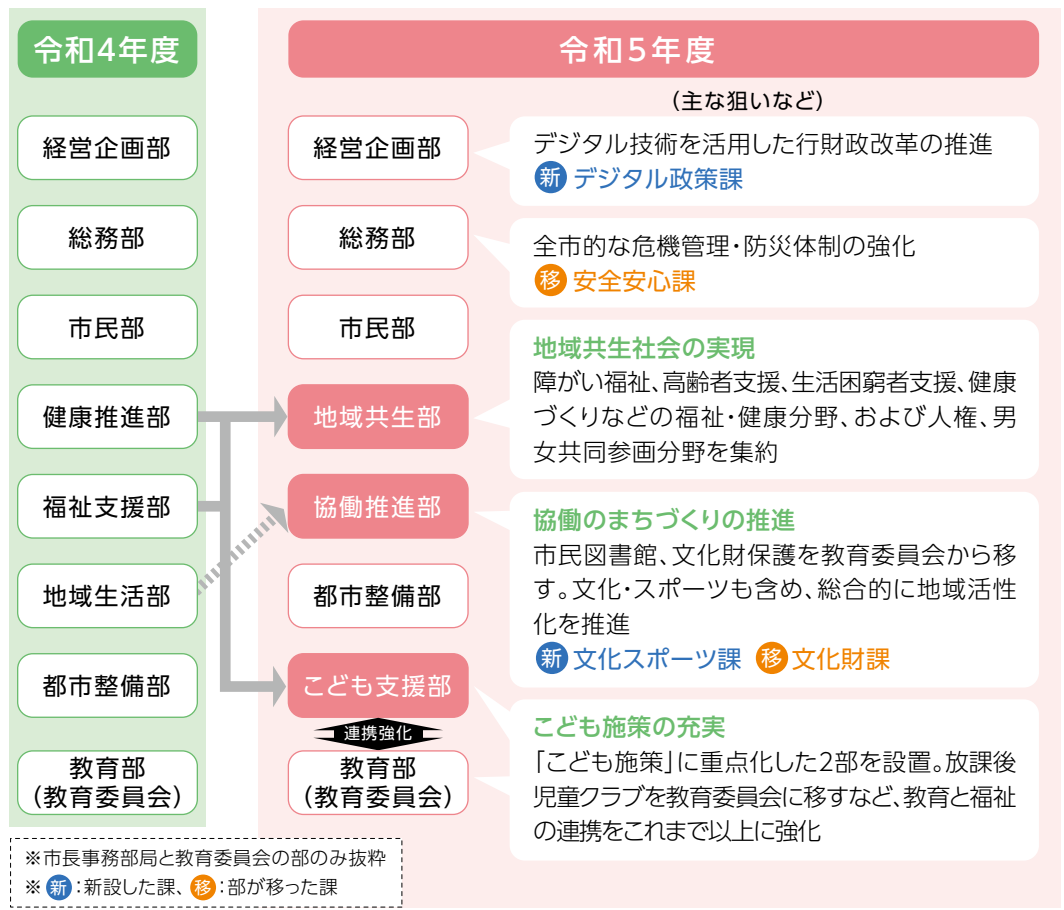 令和4年度
経営企画部
総務部
市民部
健康推進部
福祉支援部
地域生活部
都市整備部
教育部
(教育委員会)
令和5年度
(主な狙いなど)
経営企画部
デジタル技術を活用した行財政改革の推進
新 デジタル政策課
総務部
全市的な危機管理・防災体制の強化
移 安全安心課
市民部
地域共生部
地域共生社会の実現
障がい福祉、高齢者支援、生活困窮者支援、健康
づくりなどの福祉・健康分野、および人権、男
女共同参画分野を集約
協働推進部
協働のまちづくりの推進
市民図書館、文化財保護を教育委員会から移
す。文化・スポーツも含め、総合的に地域活性
化を推進
新 文化スポーツ課 移 文化財課
都市整備部
こども支援部
連携強化
教育部
(教育委員会)
こども施策の充実
「こども施策」に重点化した2部を設置。放課後
児童クラブを教育委員会に移すなど、教育と福祉
の連携をこれまで以上に強化
※市長事務部局と教育委員会の部のみ抜粋
※ 新:新設した課、移:部が移った課